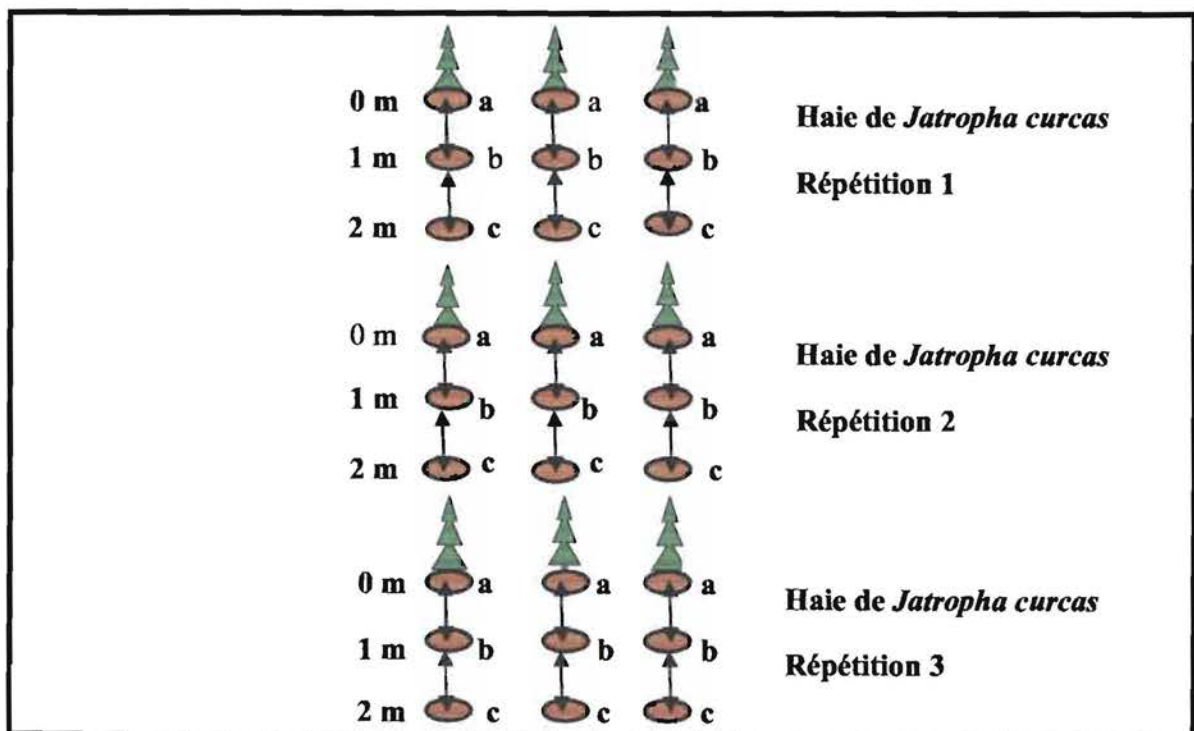 0 m a a a
1 m b b b
2 m c c c
Haie de Jatropha curcas
Répétition 1
0 m a a a
1 m b b b
2 m c c c
Haie de Jatropha curcas
Répétition 2
0 m a a a
1 m b b b
2 m c c c
Haie de Jatropha curcas
Répétition 3